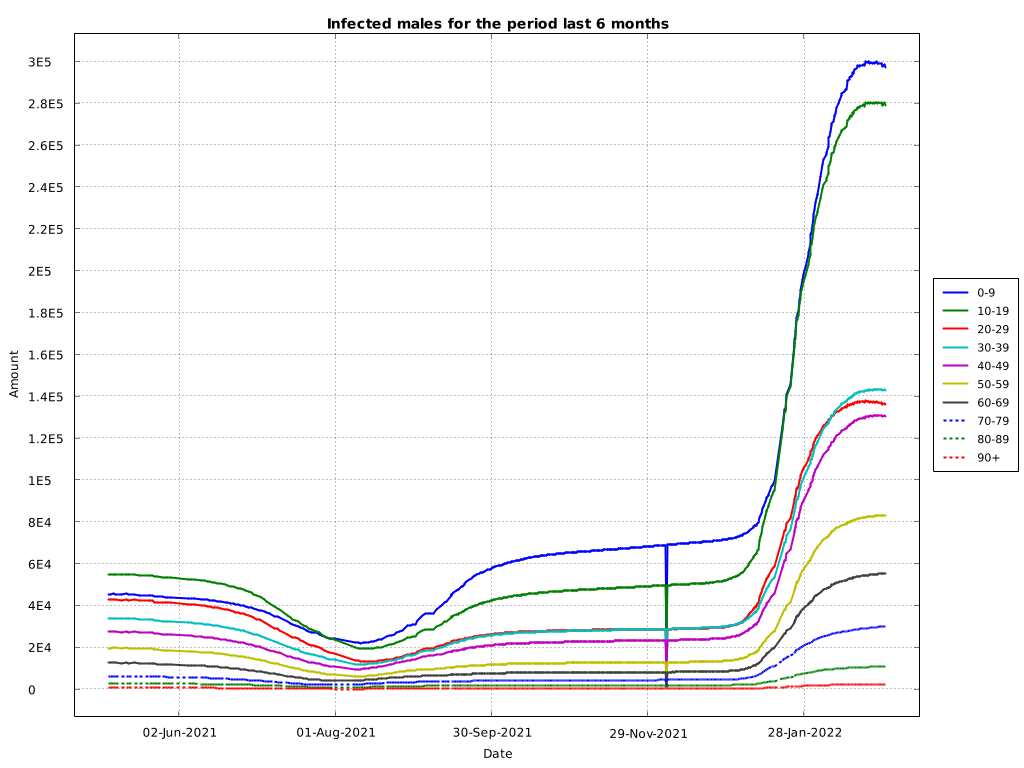 Infected males for the period last 6 months
3E5
2.8E5
2.6E5
2.4E5
2.2E5
2E5
1.8E5
1.6E5
1.4E5
1.2E5
1E5
8E4
6E4
4E4
2E4
0
Amount
02-Jun-2021
01-Aug-2021
30-Sep-2021
29-Nov-2021
28-Jan-2022
Date
0-9
10-19
20-29
30-39
40-49
50-59
60-69
70-79
80-89
90+